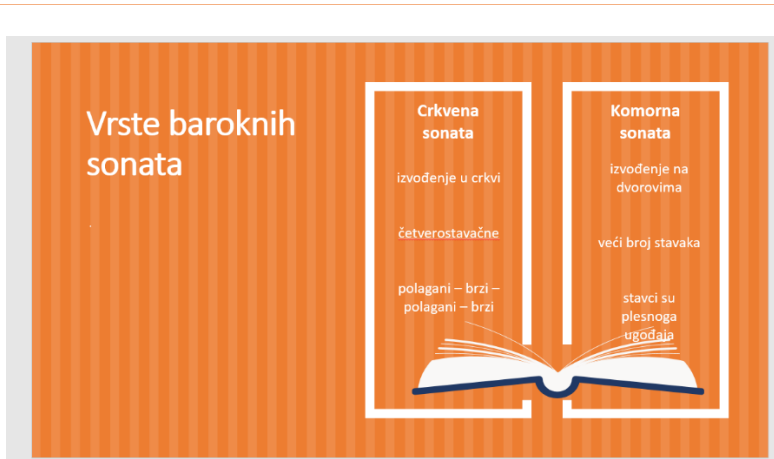 Vrste baroknih
sonata
.
Crkvena
sonata
izvođenje u crkvi
četverostavačne
polagani – brzi –
polagani – brzi
Komorna
sonata
izvođenje na
dvorovima
veći broj stavaka
stavci su
plesnoga
ugođaja